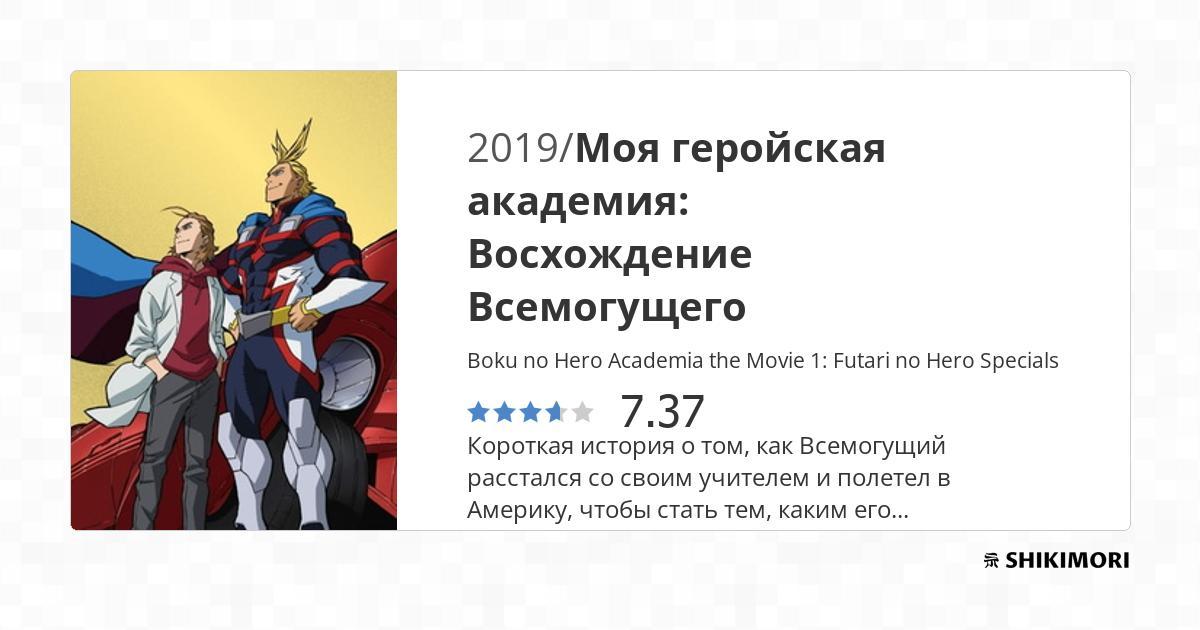 2019/Моя геройская
академия:
Восхождение
Всемогущего
Boku no Hero Academia the Movie 1: Futari no Hero Specials
7.37
Короткая история о том, как Всемогущий
расстался со своим учителем и полетел в
Америку, чтобы стать тем, каким его...
SHIKIMORI